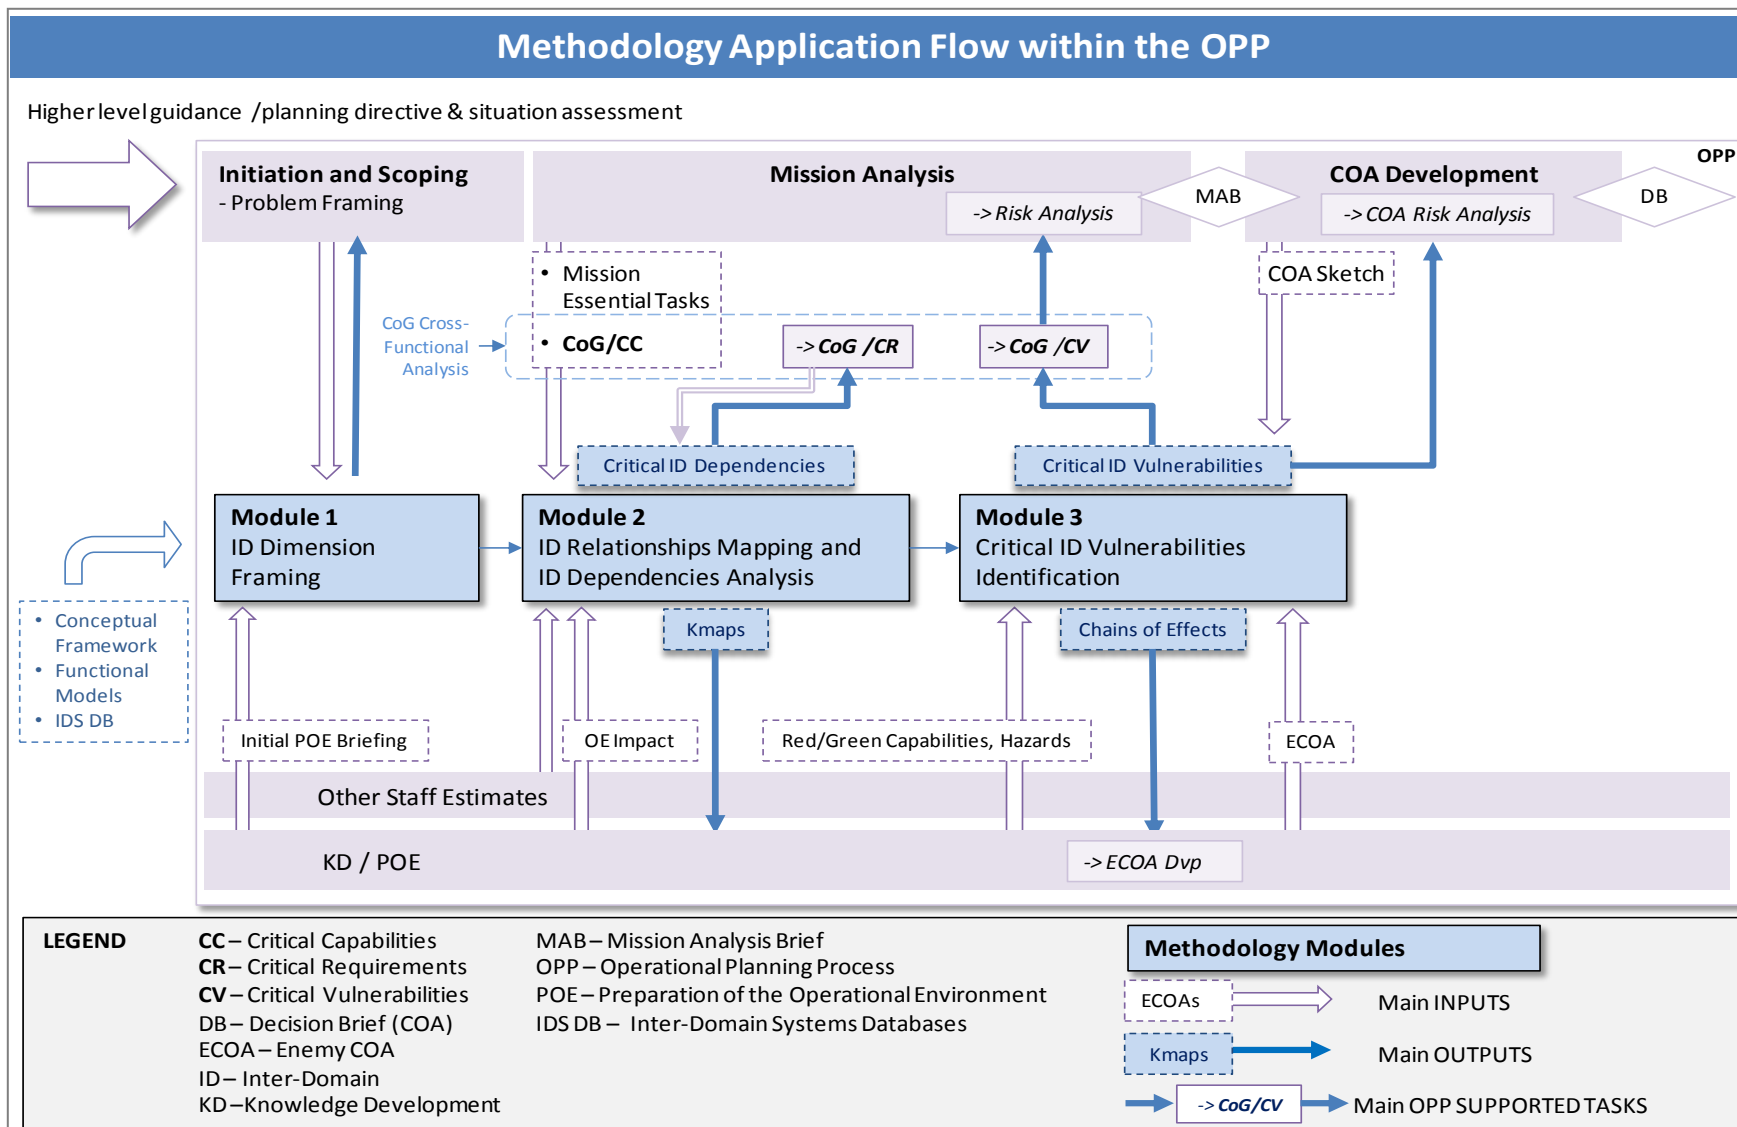 Methodology Application Flow within the OPP
Higher level guidance /planning directive & situation assessment
OPP
Initiation and Scoping
- Problem Framing
Mission Analysis
-> Risk Analysis
MAB
COA Development
-> COA Risk Analysis
DB
• Mission
Essential Tasks
• CoG/CC
COA Sketch
CoG Cross-
Functional
Analysis
-> CoG /CR
-> CoG /CV
Critical ID Dependencies
Critical ID Vulnerabilities
Module 1
ID Dimension
Framing
Module 2
ID Relationships Mapping and
ID Dependencies Analysis
Module 3
Critical ID Vulnerabilities
Identification
• Conceptual
Framework
• Functional
Models
• IDS DB
Kmaps
Chains of Effects
Initial POE Briefing
OE Impact
Red/Green Capabilities, Hazards
ECOA
Other Staff Estimates
KD / POE
-> ECOA Dvp
LEGEND
CC – Critical Capabilities
CR – Critical Requirements
CV – Critical Vulnerabilities
DB – Decision Brief (COA)
ECOA – Enemy COA
ID – Inter-Domain
KD –Knowledge Development
MAB – Mission Analysis Brief
OPP – Operational Planning Process
POE – Preparation of the Operational Environment
IDS DB – Inter-Domain Systems Databases
Methodology Modules
ECOAs
Main INPUTS
Kmaps
Main OUTPUTS
-> CoG/CV
Main OPP SUPPORTED TASKS